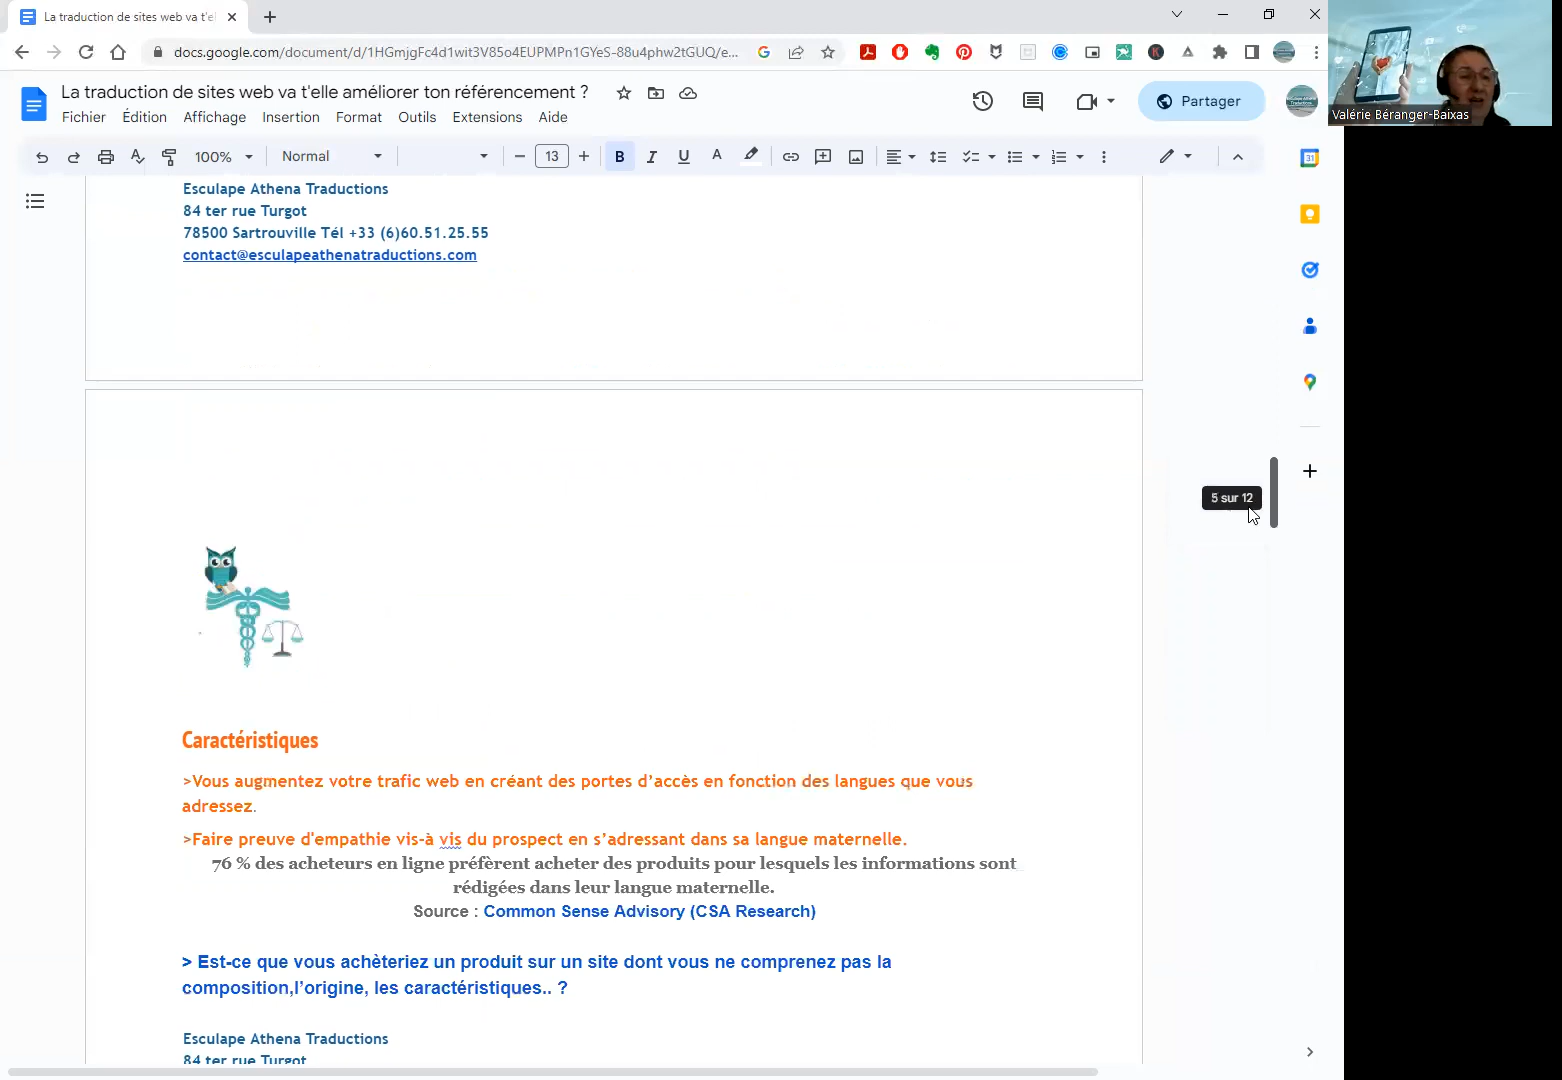 La traduction de sites web va t'el
docs.google.com/document/d/1HGmjgFc4d1wit3V85o4EUPMPn1GYeS-88u4phw2tGUQ/e...
La traduction de sites web va t'elle améliorer ton référencement ?
Fichier Édition Affichage Insertion Format Outils Extensions Aide
Partager
Valérie Béranger-Baixas
100% Normal 13 B I U A
31
Esculape Athena Traductions
84 ter rue Turgot
78500 Sartrouville Tél +33 (6)60.51.25.55
contact@esculapeathenatraductions.com
5 sur 12
Caractéristiques
>Vous augmentez votre trafic web en créant des portes d’accès en fonction des langues que vous
adressez.
>Faire preuve d'empathie vis-à vis du prospect en s’adressant dans sa langue maternelle.
76 % des acheteurs en ligne préfèrent acheter des produits pour lesquels les informations sont
rédigées dans leur langue maternelle.
Source : Common Sense Advisory (CSA Research)
> Est-ce que vous achèteriez un produit sur un site dont vous ne comprenez pas la
composition,l’origine, les caractéristiques.. ?
Esculape Athena Traductions
84 ter rue Turgot